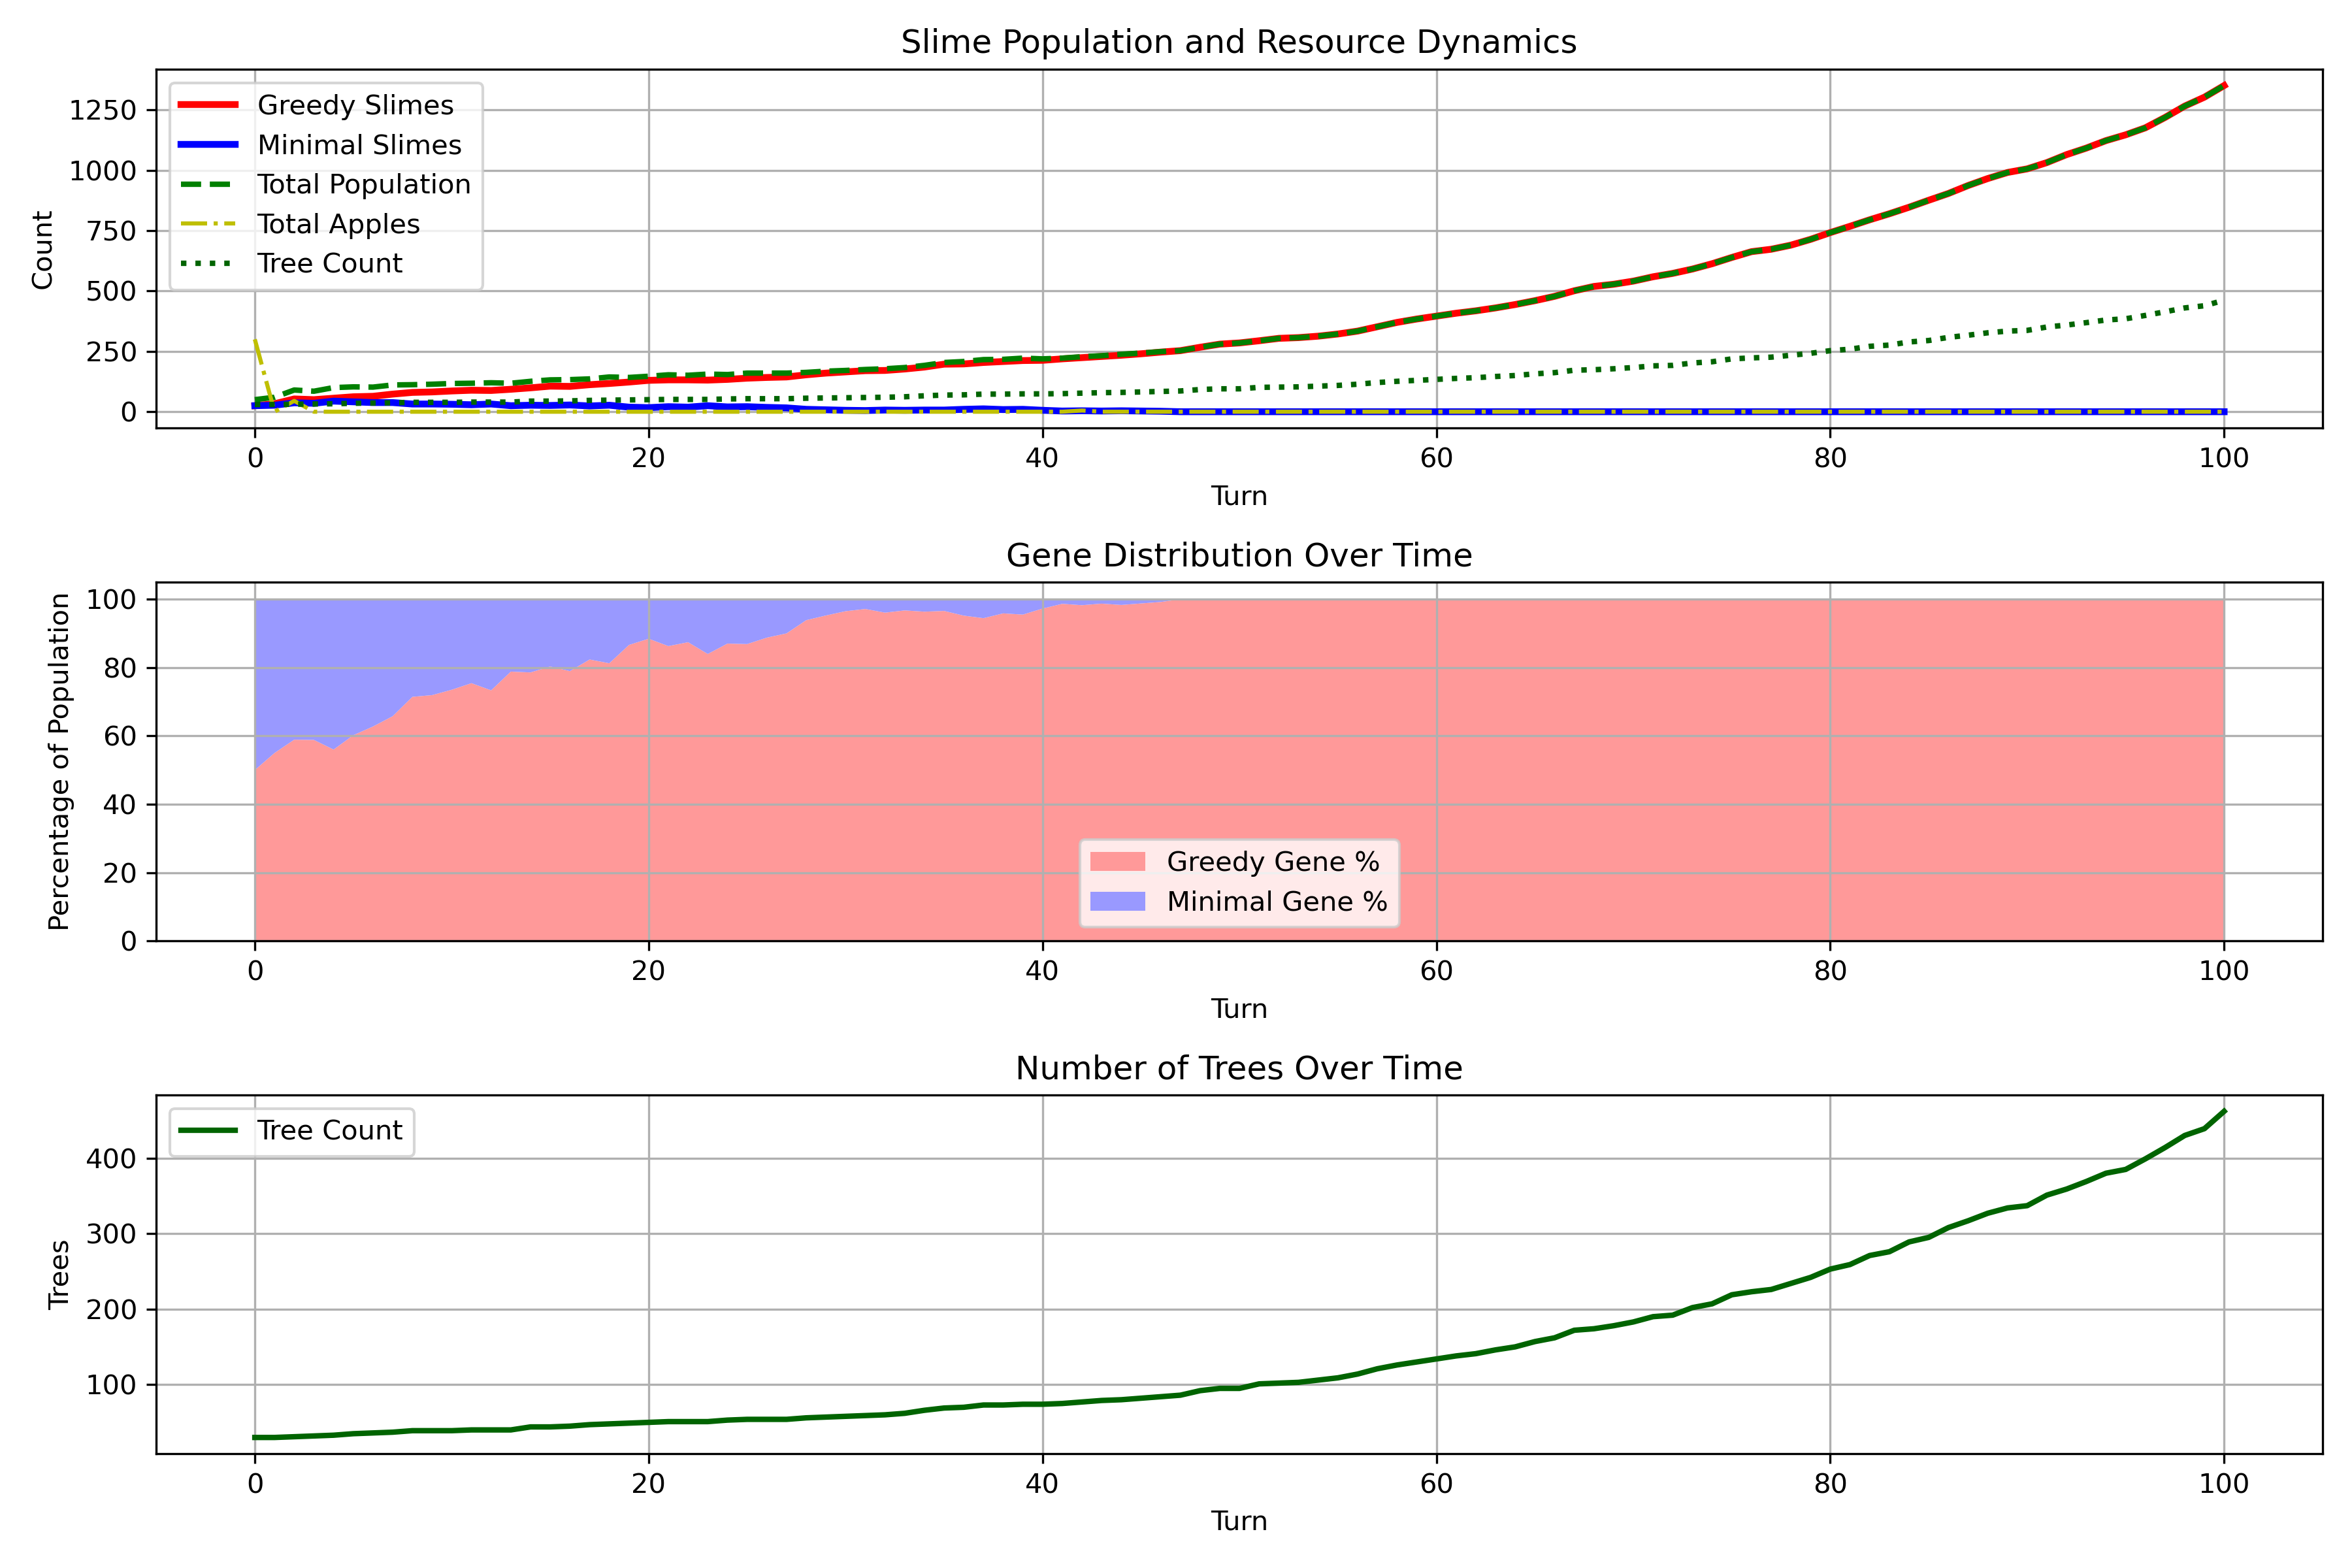 Slime Population and Resource Dynamics
Greedy Slimes
Minimal Slimes
Total Population
Total Apples
Tree Count
Count
1250
1000
750
500
250
0
0 20 40 60 80 100
Turn
Gene Distribution Over Time
Percentage of Population
100
80
60
40
20
0
Greedy Gene %
Minimal Gene %
0 20 40 60 80 100
Turn
Number of Trees Over Time
Tree Count
Trees
400
300
200
100
0 20 40 60 80 100
Turn